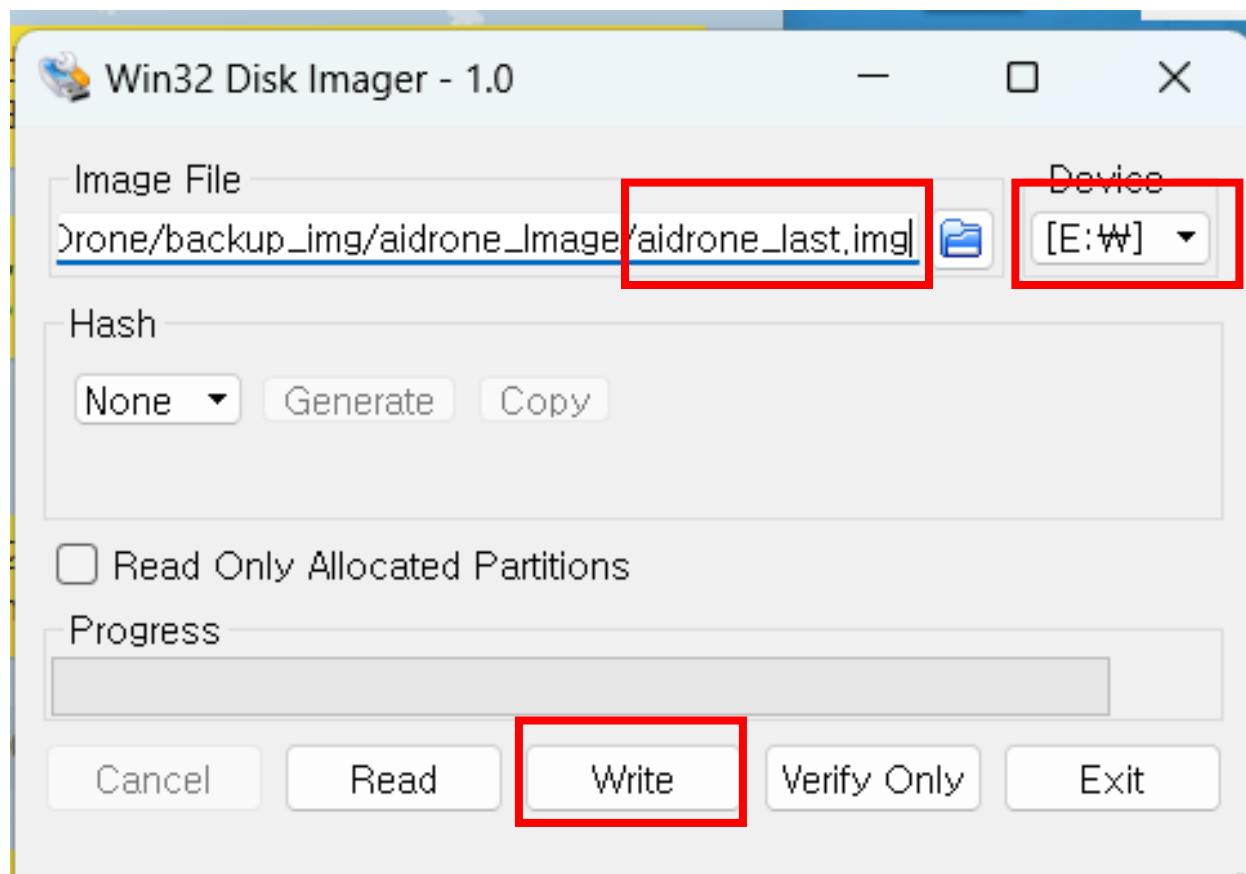 Win32 Disk Imager - 1.0
Image File
Device
Drone/backup_img/aidrone_Image/aidrone_last.img
[E:₩]
Hash
None
Generate
Copy
Read Only Allocated Partitions
Progress
Cancel
Read
Write
Verify Only
Exit